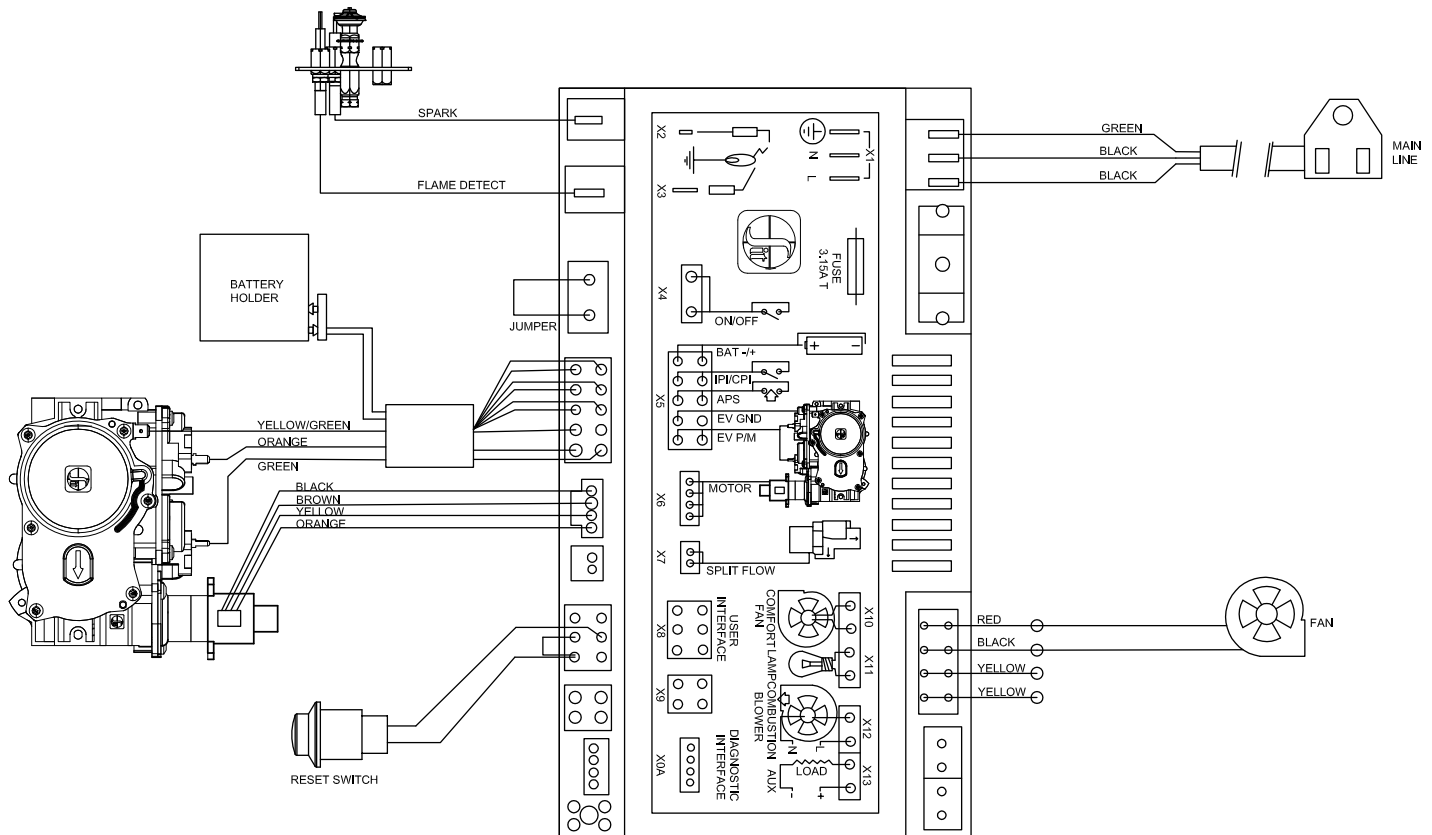 SPARK
FLAME DETECT
BATTERY
HOLDER
JUMPER
YELLOW/GREEN
ORANGE
GREEN
BLACK
BROWN
YELLOW
ORANGE
RESET SWITCH
X2
X3
X4
X5
X6
X7
X8
X9
X0A
N
L
X1
FUSE
3.15A T
ON/OFF
BAT -/+
+
-
IPI/CPI
APS
EV GND
EV P/M
MOTOR
SPLIT FLOW
USER
INTERFACE
DIAGNOSTIC
INTERFACE
COMFORT
FAN
LAMP
COMBUSTION
BLOWER
N
L
AUX
LOAD
-
+
X10
X11
X12
X13
GREEN
BLACK
BLACK
MAIN
LINE
RED
BLACK
YELLOW
YELLOW
FAN